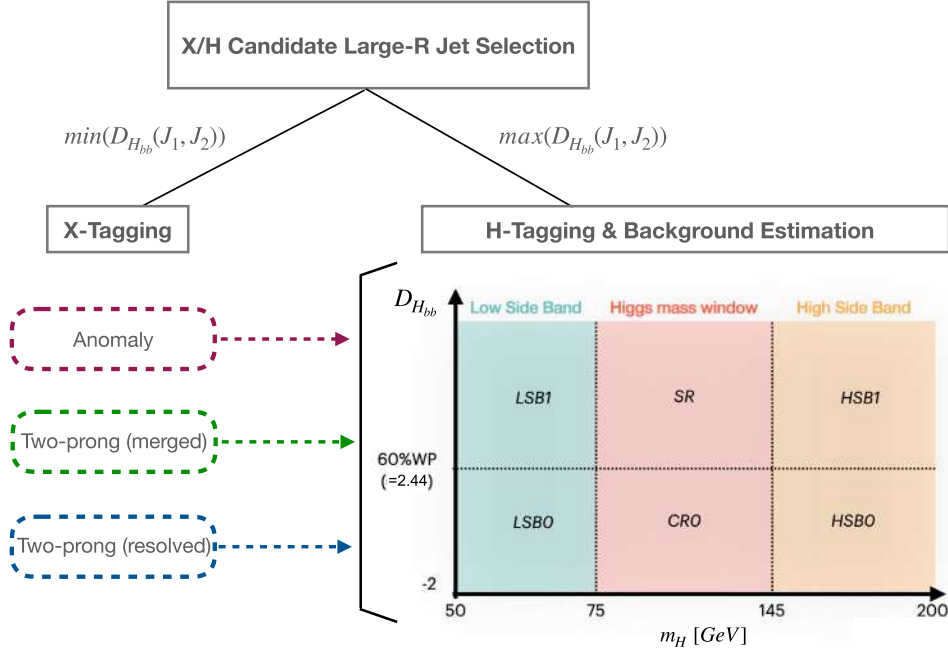 X/H Candidate Large-R Jet Selection
min(D_{H_{bb}}(J_1, J_2))
max(D_{H_{bb}}(J_1, J_2))
X-Tagging
H-Tagging & Background Estimation
Anomaly
Two-prong (merged)
Two-prong (resolved)
D_{H_{bb}}
Low Side Band
Higgs mass window
High Side Band
LSB1
SR
HSB1
60%WP
(=2.44)
LSB0
CR0
HSB0
-2
50
75
145
200
m_H [GeV]